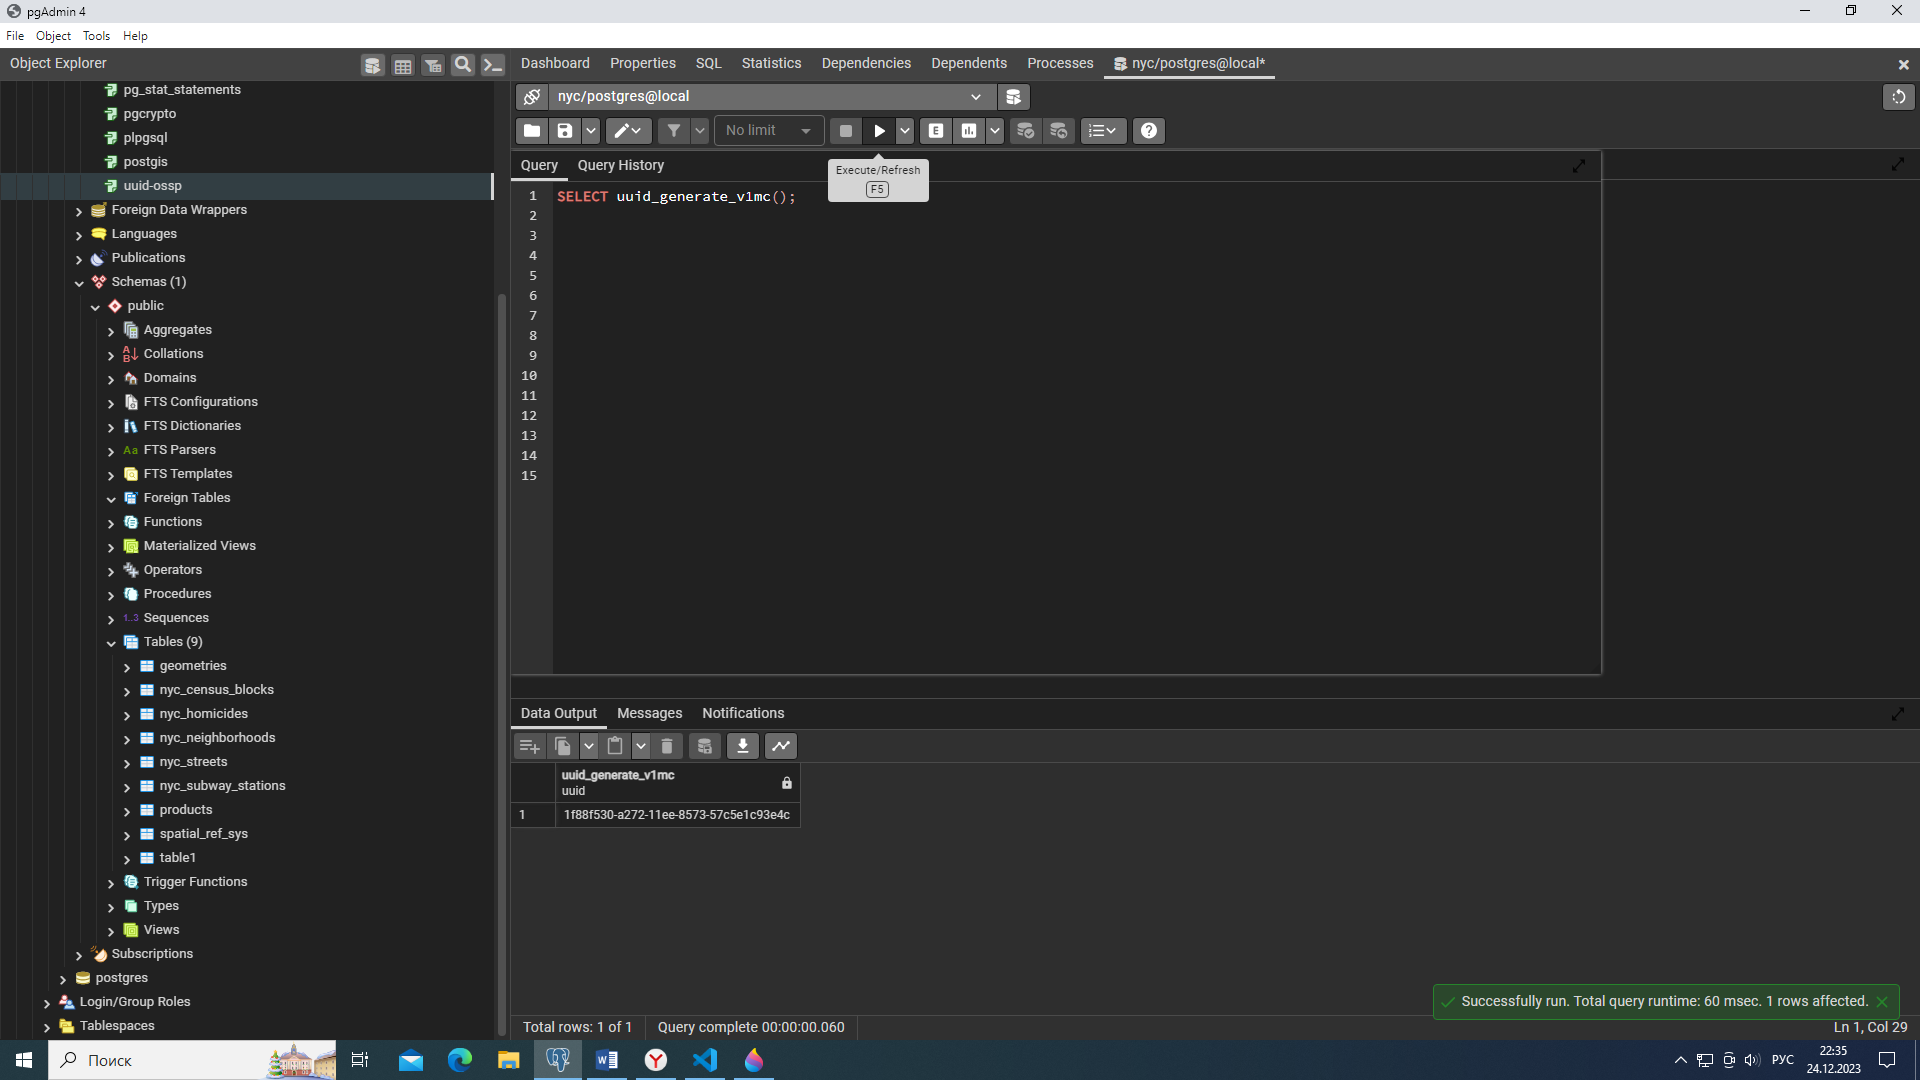 pgAdmin 4
File Object Tools Help
Object Explorer
Dashboard Properties SQL Statistics Dependencies Dependents Processes nyc/postgres@local*
pg_stat_statements
pgcrypto
plpgsql
postgis
uuid-ossp
Foreign Data Wrappers
Languages
Publications
Schemas (1)
public
Aggregates
Collations
Domains
FTS Configurations
FTS Dictionaries
Aa FTS Parsers
FTS Templates
Foreign Tables
Functions
Materialized Views
Operators
Procedures
1..3 Sequences
Tables (9)
geometries
nyc_census_blocks
nyc_homicides
nyc_neighborhoods
nyc_streets
nyc_subway_stations
products
spatial_ref_sys
table1
Trigger Functions
Types
Views
Subscriptions
postgres
Login/Group Roles
Tablespaces
nyc/postgres@local
No limit
E
Query Query History
Execute/Refresh
F5
1 SELECT uuid_generate_v1mc();
2
3
4
5
6
7
8
9
10
11
12
13
14
15
Data Output Messages Notifications
uuid_generate_v1mc
uuid
1 1f88f530-a272-11ee-8573-57c5e1c93e4c
Successfully run. Total query runtime: 60 msec. 1 rows affected.
Total rows: 1 of 1 Query complete 00:00:00.060 Ln 1, Col 29
Поиск
РУС
22:35
24.12.2023